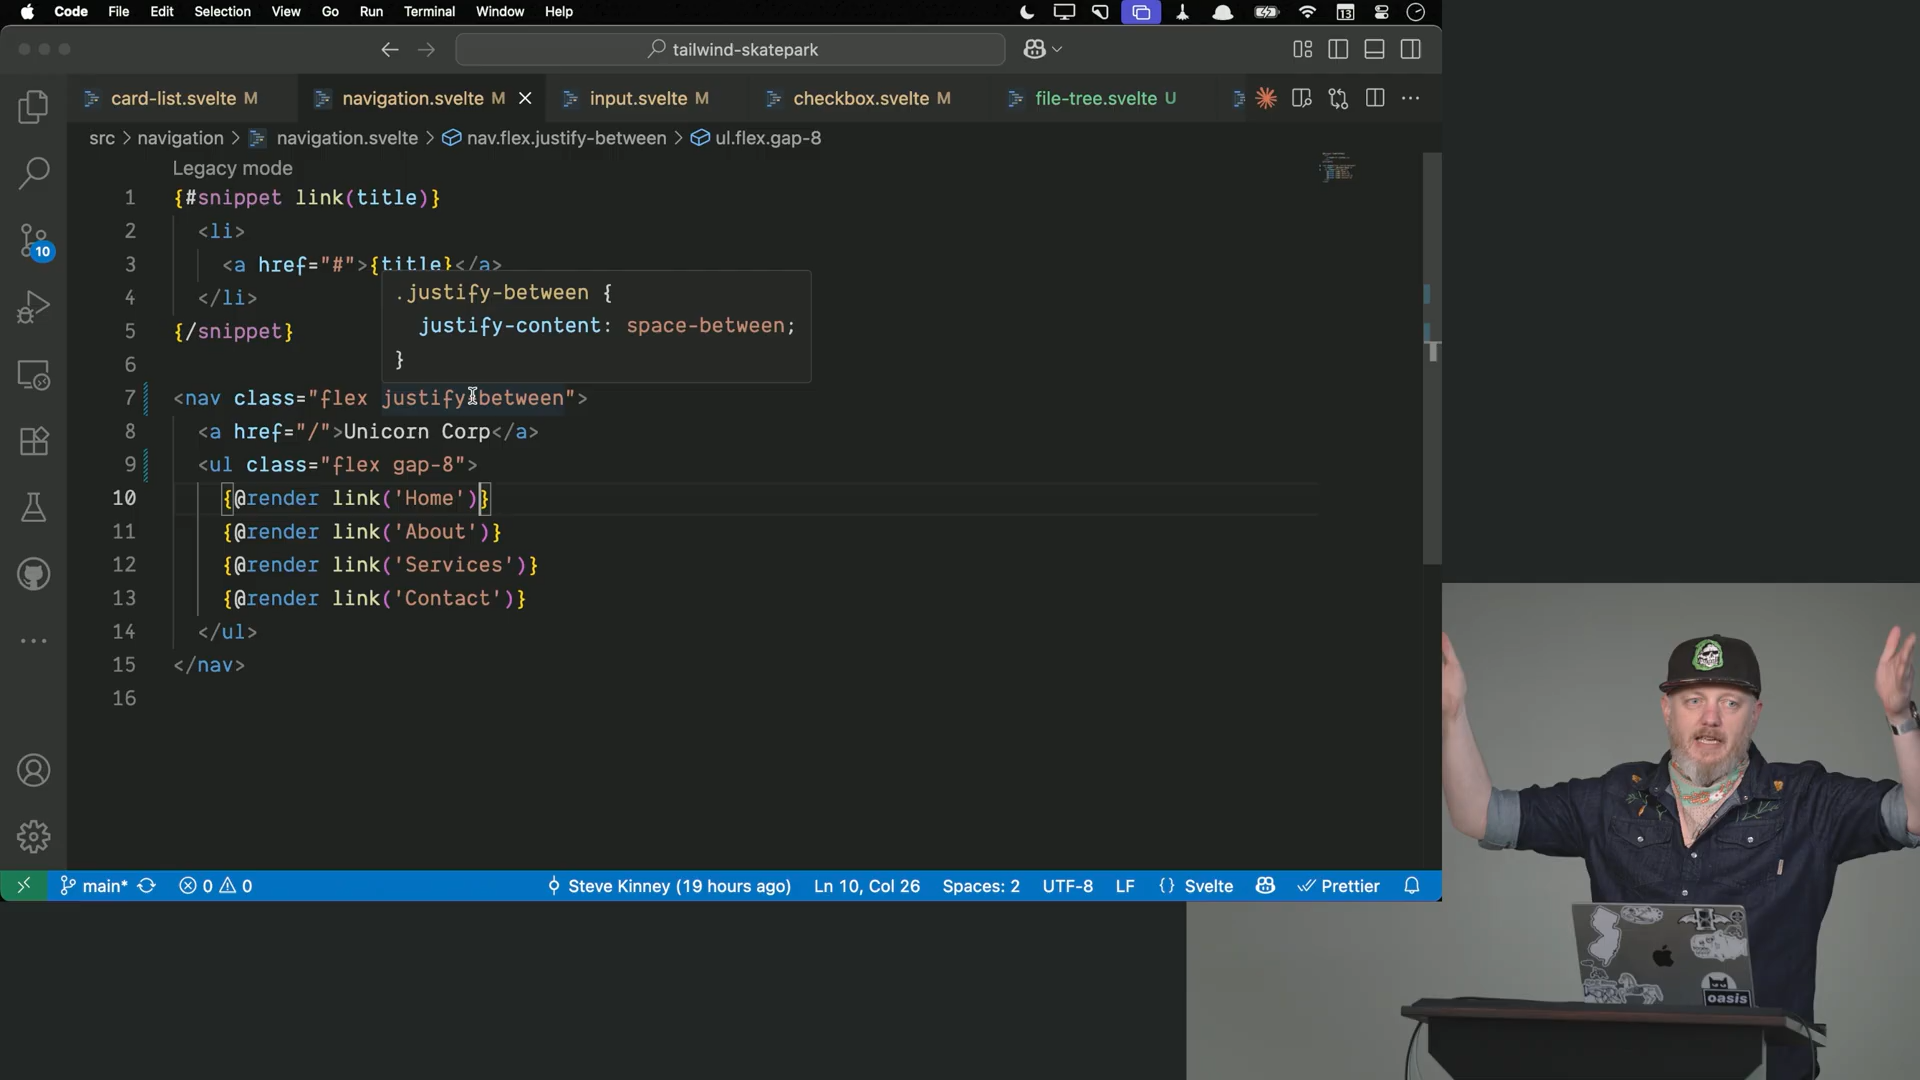 Code File Edit Selection View Go Run Terminal Window Help
13
tailwind-skatepark
card-list.svelte M
navigation.svelte M
input.svelte M
checkbox.svelte M
file-tree.svelte U
src > navigation > navigation.svelte > nav.flex.justify-between > ul.flex.gap-8
10
Legacy mode
1 {#snippet link(title)}
2 <li>
3 <a href="#">{title}</a>
4 </li>
5 {/snippet}
6
.justify-between {
justify-content: space-between;
}
7 <nav class="flex justify-between">
8 <a href="/">Unicorn Corp</a>
9 <ul class="flex gap-8">
10 {@render link('Home')}
11 {@render link('About')}
12 {@render link('Services')}
13 {@render link('Contact')}
14 </ul>
15 </nav>
16
main* 0 0 Steve Kinney (19 hours ago) Ln 10, Col 26 Spaces: 2 UTF-8 LF {} Svelte Prettier
oasis